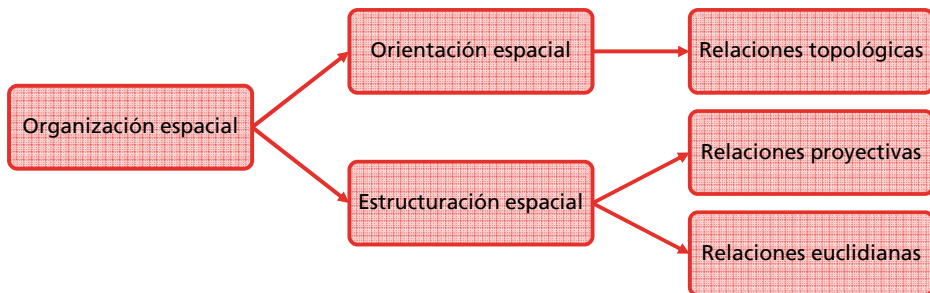 Orientación espacial
Relaciones topológicas
Organización espacial
Relaciones proyectivas
Estructuración espacial
Relaciones euclidianas